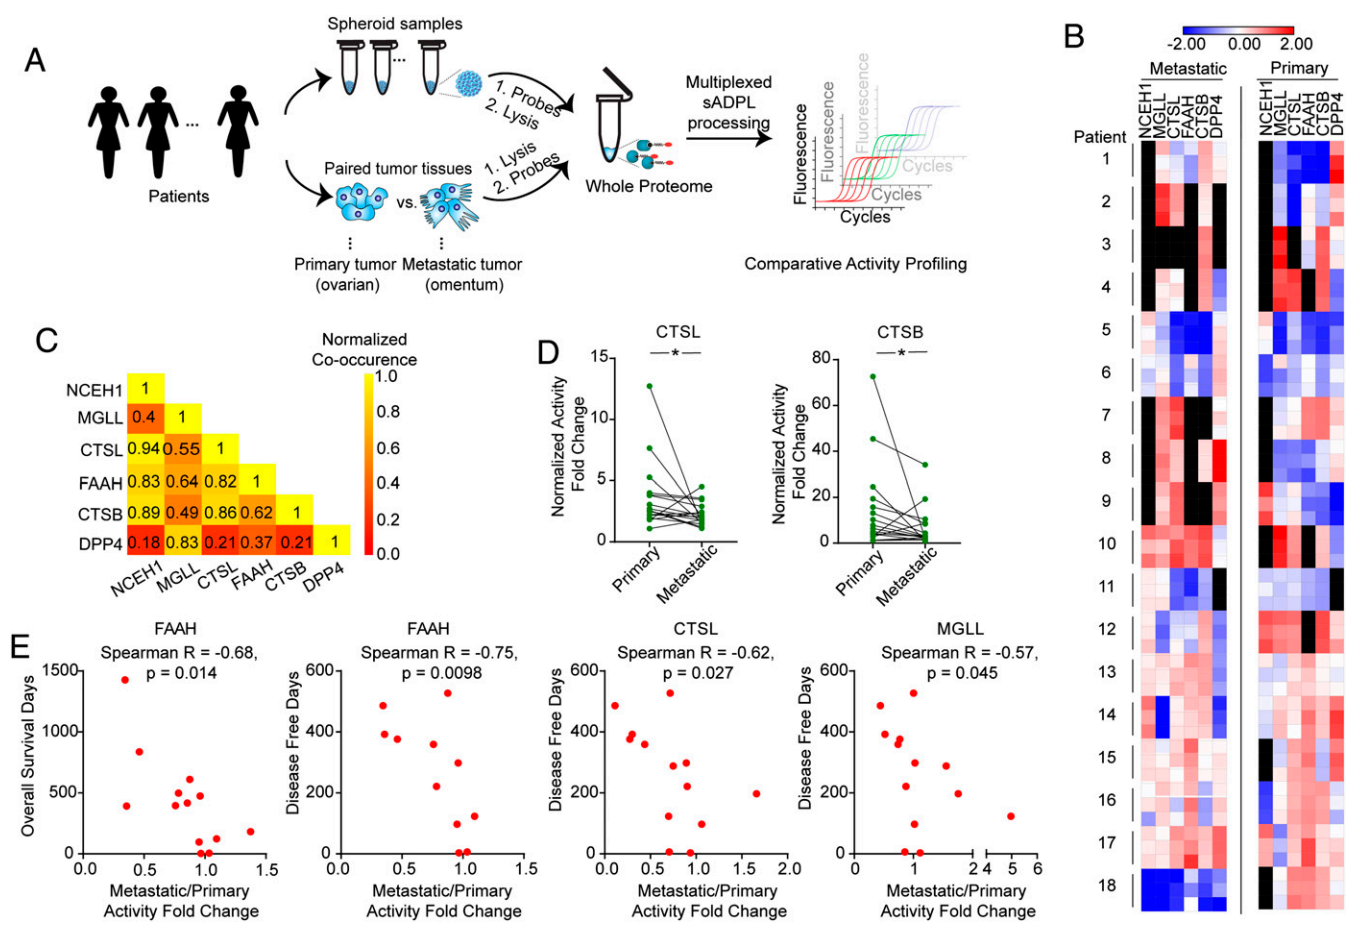 A
Spheroid samples
...
1. Probes
2. Lysis
Patients
...
Paired tumor tissues
vs.
1. Lysis
2. Probes
Primary tumor
(ovarian)
Metastatic tumor
(omentum)
Whole Proteome
Multiplexed
sADPL
processing
Fluorescence
Fluorescence
Fluorescence
Cycles
Cycles
Cycles
Comparative Activity Profiling
B
-2.00 0.00 2.00
Metastatic Primary
NCEH1 MGLL CTSL FAAH CTSB DPP4
NCEH1 MGLL CTSL FAAH CTSB DPP4
Patient
1
2
3
4
5
6
7
8
9
10
11
12
13
14
15
16
17
18
C
Normalized
Co-occurence
1.0
0.8
0.6
0.4
0.2
0.0
NCEH1 1
MGLL 0.4 1
CTSL 0.94 0.55 1
FAAH 0.83 0.64 0.82 1
CTSB 0.89 0.49 0.86 0.62 1
DPP4 0.18 0.83 0.21 0.37 0.21 1
NCEH1 MGLL CTSL FAAH CTSB DPP4
D
CTSL
*
Normalized Activity
Fold Change
15
10
5
0
Primary
Metastatic
CTSB
*
Normalized Activity
Fold Change
80
60
40
20
0
Primary
Metastatic
E
FAAH
Spearman R = -0.68,
p = 0.014
Overall Survival Days
1500
1000
500
0
0.0 0.5 1.0 1.5
Metastatic/Primary
Activity Fold Change
FAAH
Spearman R = -0.75,
p = 0.0098
Disease Free Days
600
400
200
0
0.0 0.5 1.0 1.5
Metastatic/Primary
Activity Fold Change
CTSL
Spearman R = -0.62,
p = 0.027
Disease Free Days
600
400
200
0
0.0 0.5 1.0 1.5 2.0
Metastatic/Primary
Activity Fold Change
MGLL
Spearman R = -0.57,
p = 0.045
Disease Free Days
600
400
200
0
0 1 2 4 5 6
Metastatic/Primary
Activity Fold Change